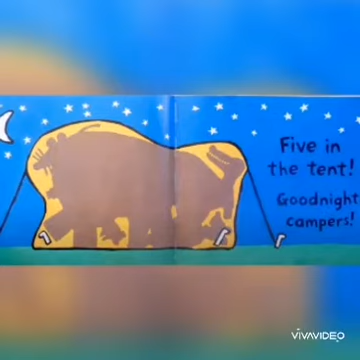 Five in
the tent!
Goodnight
campers!
VIVAVIDEO